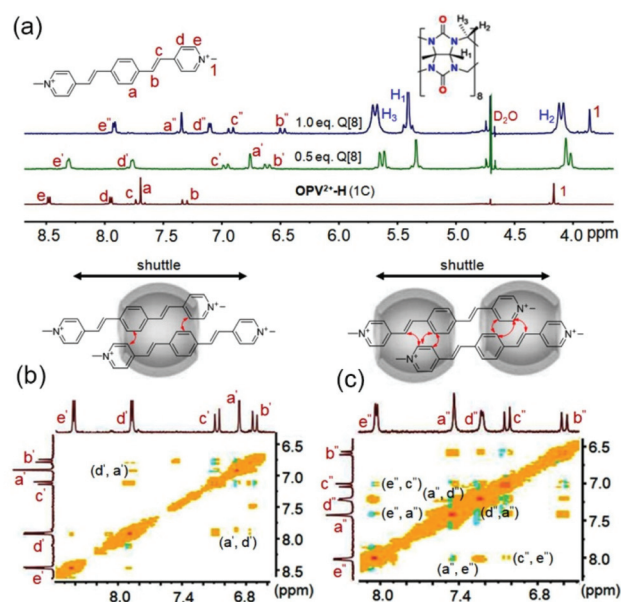 (a)
c d e
N+ 1
b
a
H3
H2
O
N N
H1
N N
O
8
e" a" d" c" b" H3 H1 1.0 eq. Q[8] D2O H2 1
e' d' c' a' b' 0.5 eq. Q[8]
e d c a b OPV2+-H (1C) 1
8.5 8.0 7.5 7.0 6.5 6.0 5.5 5.0 4.5 4.0 ppm
shuttle
N+
N+
N+
N+
shuttle
N+
N+
N+
N+
(b)
e' d' c' a' b'
b'
a'
c'
d'
e'
(d', a')
(a', d')
6.5
7.0
7.5
8.0
8.5
8.0 7.4 6.8 (ppm)
(c)
e" a" d" c" b"
b"
c"
d"
a"
e"
(e", c")
(a", d")
(e", a")
(d", a")
(a", e")
(c", e")
6.5
7.0
7.5
8.0
8.0 7.2 6.4
(ppm)